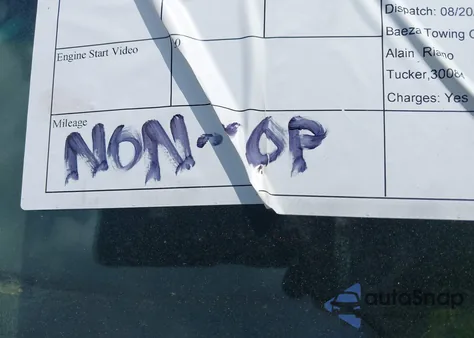 Dispatch: 08/20
Baeza Towing
Engine Start Video
0
Alain Riano
Tucker,3008
Charges: Yes
Mileage
NON-OP
autoSnap